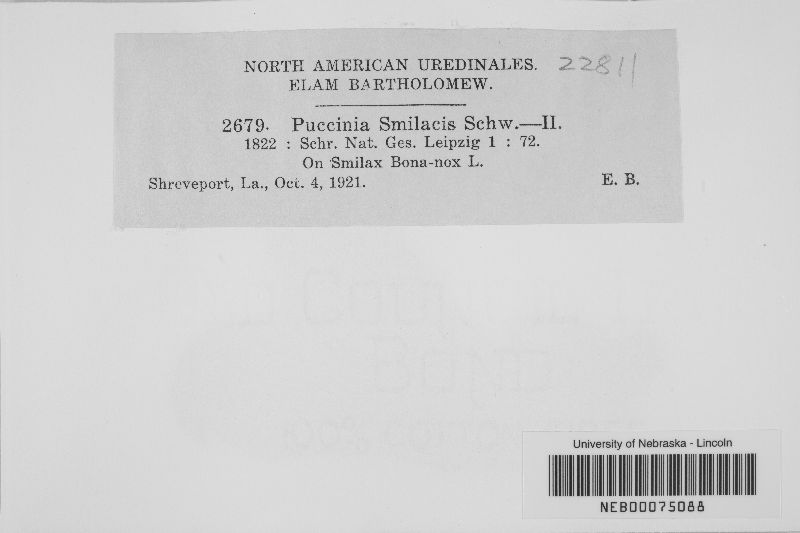 NORTH AMERICAN UREDINALES. 22811
ELAM BARTHOLOMEW.
2679. Puccinia Smilacis Schw.—II.
1822 : Schr. Nat. Ges. Leipzig 1 : 72.
On Smilax Bona-nox L.
Shreveport, La., Oct. 4, 1921. E. B.
University of Nebraska - Lincoln
NEB00075088